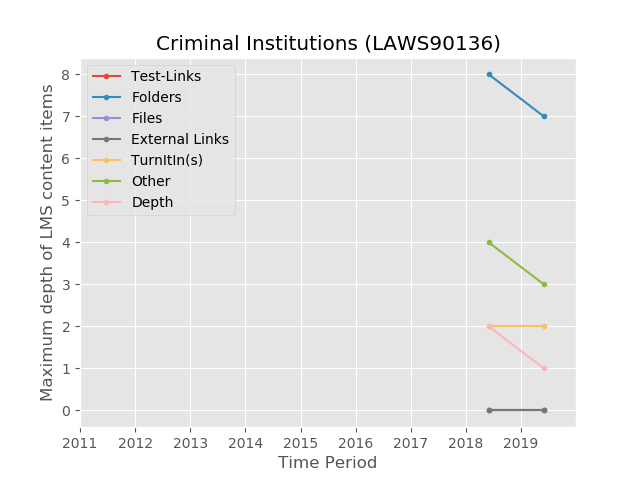 Criminal Institutions (LAWS90136)
Maximum depth of LMS content items
8
7
6
5
4
3
2
1
0
Test-Links
Folders
Files
External Links
TurnItIn(s)
Other
Depth
2011 2012 2013 2014 2015 2016 2017 2018 2019
Time Period